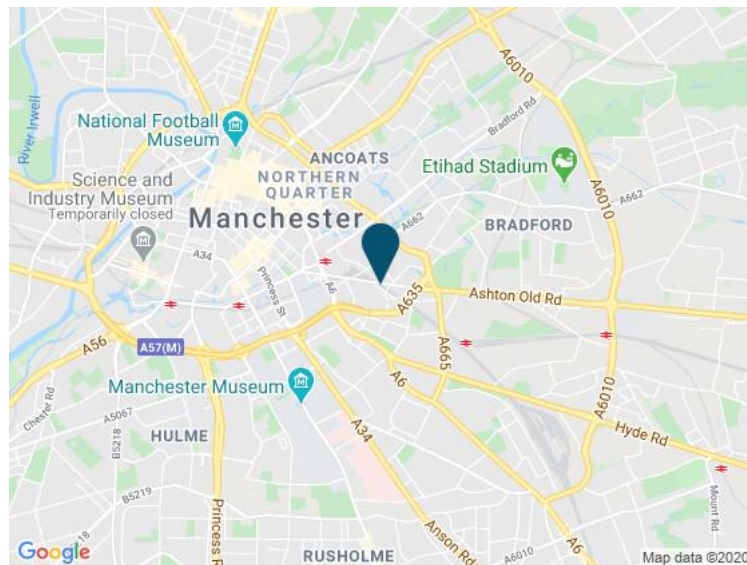 A6010
River Irwell
Bradford Rd
National Football
Museum
ANCOATS
Etihad Stadium
NORTHERN
QUARTER
Science and
Industry Museum
Temporarily closed
A6010
A662
A662
Manchester
BRADFORD
A34
Princess St
A6
A635
Ashton Old Rd
A56
A57(M)
A665
A6
Manchester Museum
A6010
Chester Rd
A5067
B5218
HULME
A34
Hyde Rd
B5219
Princess R
Anson Rd
Mount Rd
18
A6010
A6
Google
RUSHOLME
Map data ©2020